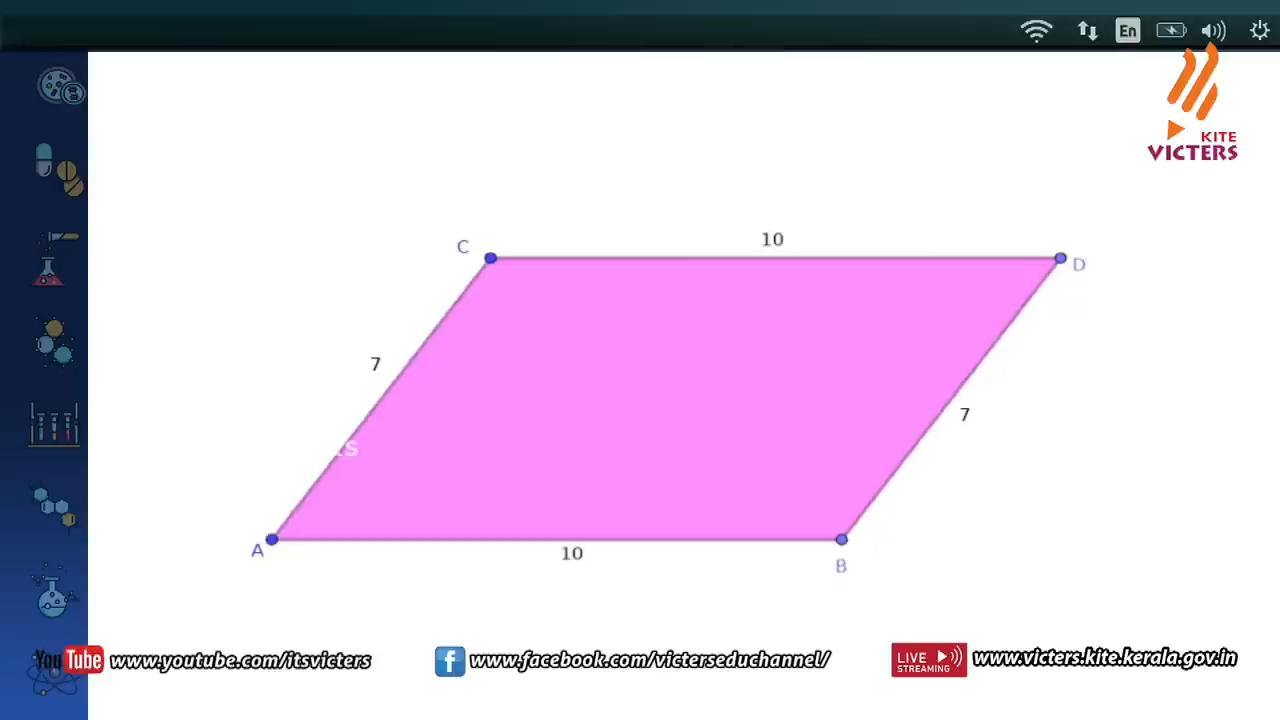 En
KITE
VICTERS
10
C
D
7
7
A
10
B
YouTube www.youtube.com/itsvicters
f www.facebook.com/victerseduchannel/
LIVE STREAMING www.victers.kite.kerala.gov.in